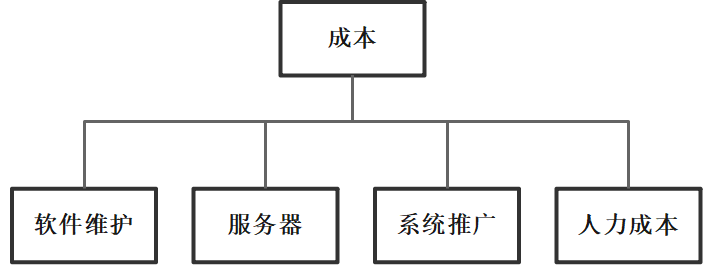 成本
软件维护
服务器
系统推广
人力成本